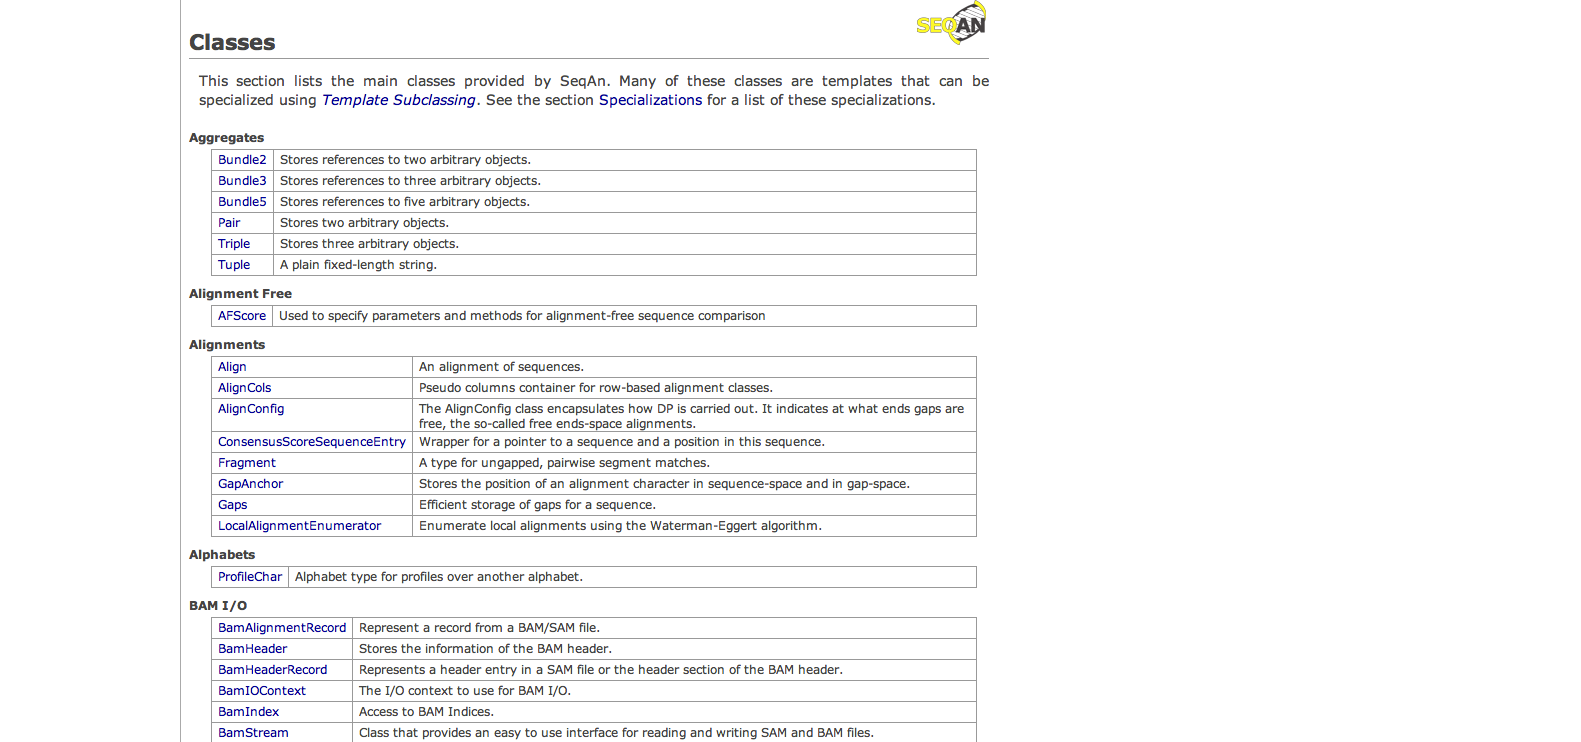 SEQAN
Classes
This section lists the main classes provided by SeqAn. Many of these classes are templates that can be
specialized using Template Subclassing. See the section Specializations for a list of these specializations.
Aggregates
Bundle2 Stores references to two arbitrary objects.
Bundle3 Stores references to three arbitrary objects.
Bundle5 Stores references to five arbitrary objects.
Pair Stores two arbitrary objects.
Triple Stores three arbitrary objects.
Tuple A plain fixed-length string.
Alignment Free
AFScore Used to specify parameters and methods for alignment-free sequence comparison
Alignments
Align An alignment of sequences.
AlignCols Pseudo columns container for row-based alignment classes.
AlignConfig The AlignConfig class encapsulates how DP is carried out. It indicates at what ends gaps are
free, the so-called free ends-space alignments.
ConsensusScoreSequenceEntry Wrapper for a pointer to a sequence and a position in this sequence.
Fragment A type for ungapped, pairwise segment matches.
GapAnchor Stores the position of an alignment character in sequence-space and in gap-space.
Gaps Efficient storage of gaps for a sequence.
LocalAlignmentEnumerator Enumerate local alignments using the Waterman-Eggert algorithm.
Alphabets
ProfileChar Alphabet type for profiles over another alphabet.
BAM I/O
BamAlignmentRecord Represent a record from a BAM/SAM file.
BamHeader Stores the information of the BAM header.
BamHeaderRecord Represents a header entry in a SAM file or the header section of the BAM header.
BamIOContext The I/O context to use for BAM I/O.
BamIndex Access to BAM Indices.
BamStream Class that provides an easy to use interface for reading and writing SAM and BAM files.